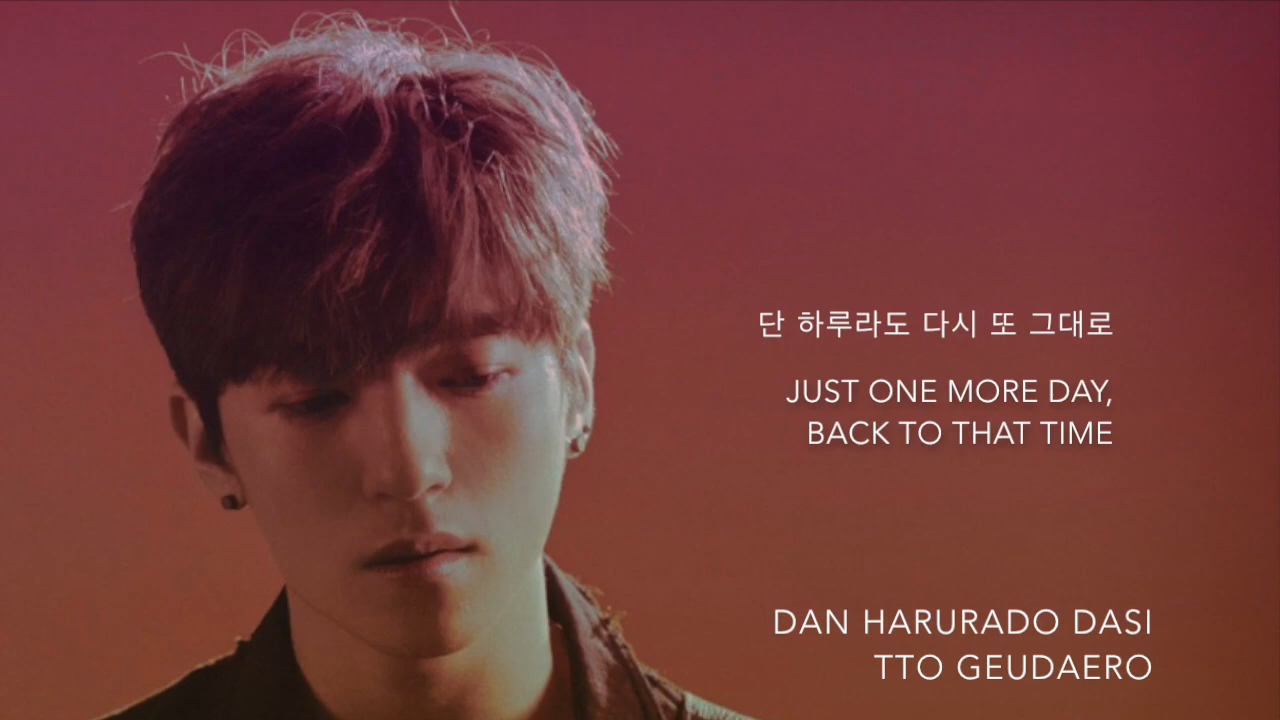 단 하루라도 다시 또 그대로
JUST ONE MORE DAY,
BACK TO THAT TIME
DAN HARURADO DASI
TTO GEUDAERO